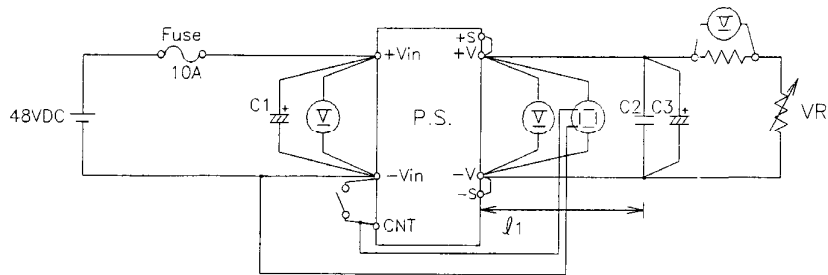 Fuse
10A
48VDC
C1
V
+Vin
-Vin
CNT
P.S.
+S
+V
-V
-S
V
C2
C3
V
VR
ℓ1